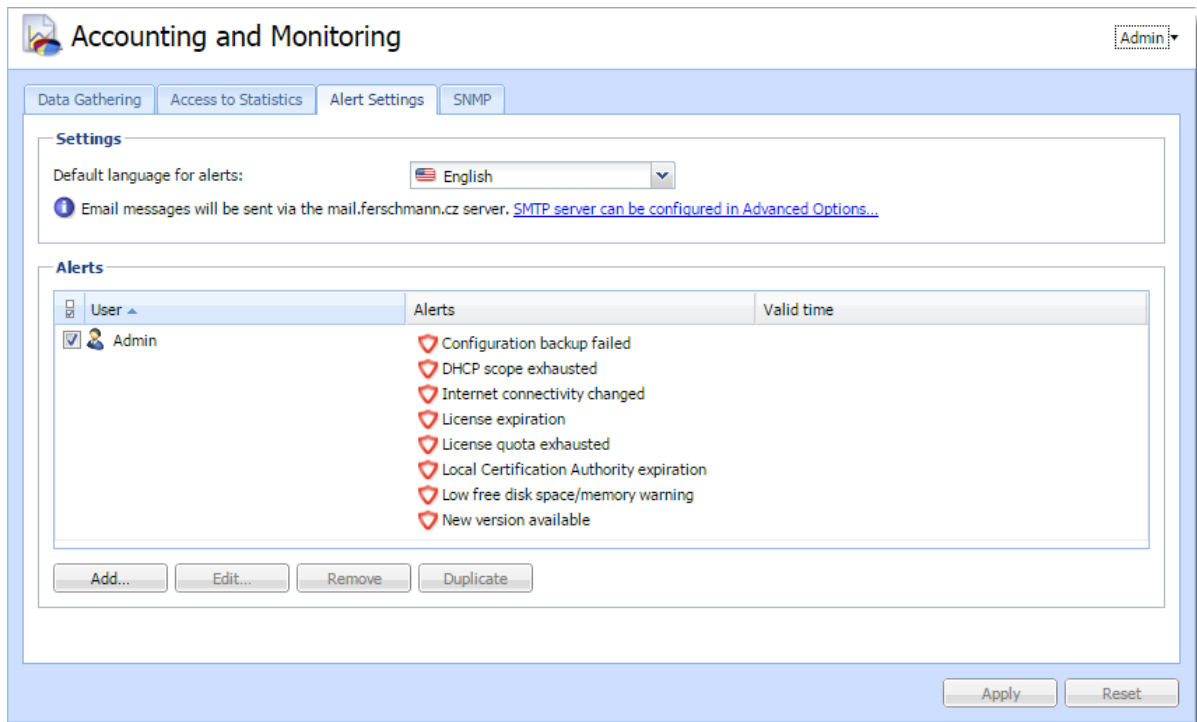 Accounting and Monitoring
Admin
Data Gathering
Access to Statistics
Alert Settings
SNMP
Settings
Default language for alerts:
English
Email messages will be sent via the mail.ferschmann.cz server. SMTP server can be configured in Advanced Options...
Alerts
User
Alerts
Valid time
Admin
Configuration backup failed
DHCP scope exhausted
Internet connectivity changed
License expiration
License quota exhausted
Local Certification Authority expiration
Low free disk space/memory warning
New version available
Add...
Edit...
Remove
Duplicate
Apply
Reset